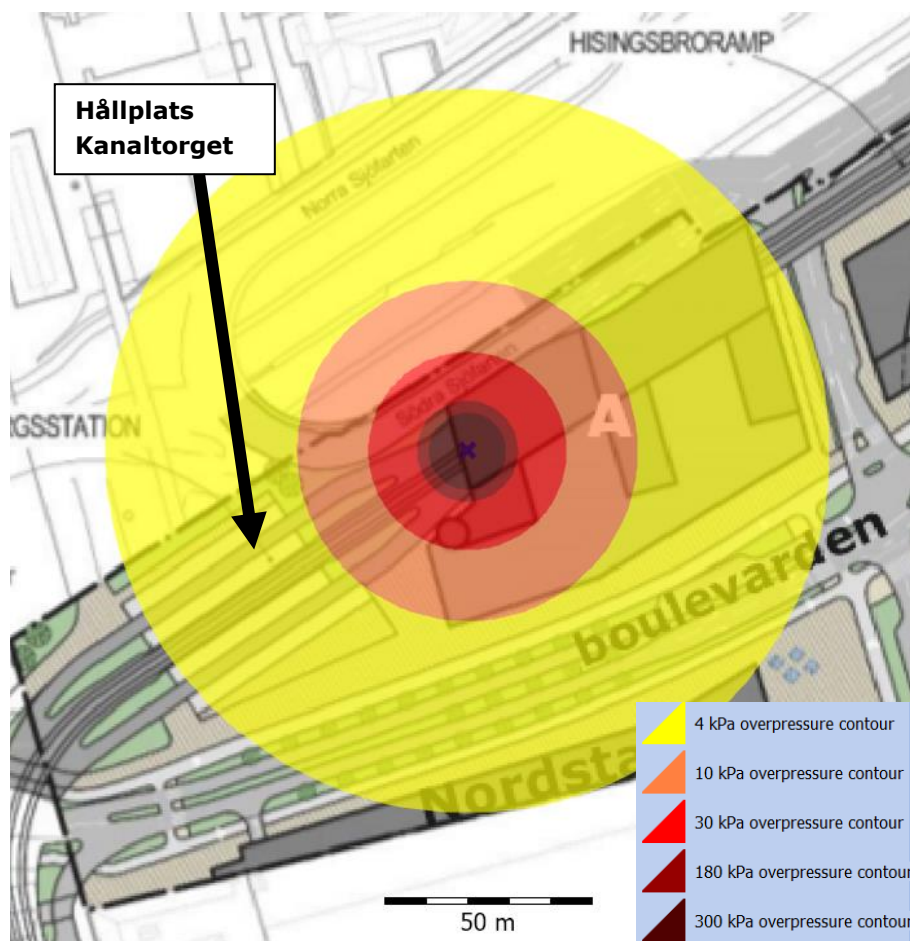 HISINGSBRORAMP
Hållplats
Kanaltorget
Norra Sjöfarten
Södra Sjöfarten
GSSTATION
A
boulevarden
Nordsta
4 kPa overpressure contour
10 kPa overpressure contour
30 kPa overpressure contour
180 kPa overpressure contour
300 kPa overpressure contour
50 m